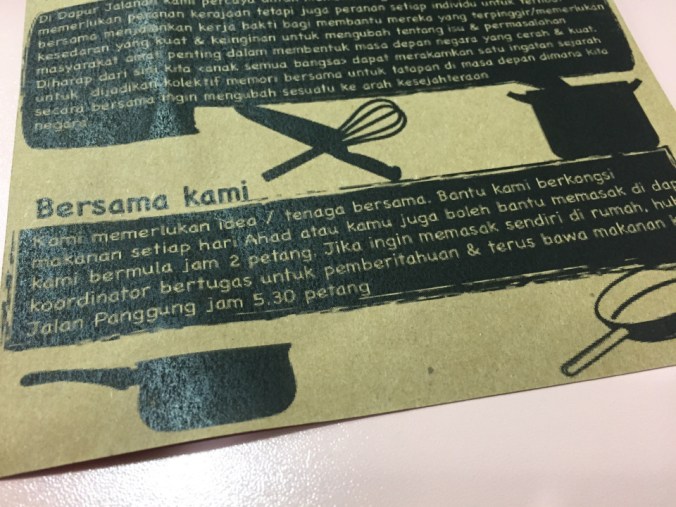 Di Dapur Jalanan kami percaya
memerlukan peranan kerajaan tetapi juga peranan setiap individu untuk
bersama menjalankan kerja bakti bagi membantu mereka yang terpinggir/memerlukan
kesedaran yang kuat & keinginan untuk mengubah tentang isu & permasalahan
masyarakat amat penting dalam membentuk masa depan negara yang cerah & kuat.
Diharap dari sini kita <anak semua bangsa> dapat merakamkan satu ingatan sejarah
untuk dijadikan kolektif memori bersama untuk tatapan di masa depan dimana kita
secara bersama ingin mengubah sesuatu ke arah kesejahteraan
negara
Bersama kami
Kami memerlukan idea / tenaga bersama. Bantu kami berkongsi
makanan setiap hari Ahad atau kamu juga boleh bantu memasak di
kami bermula jam 2 petang. Jika ingin memasak sendiri di rumah,
koordinator bertugas untuk pemberitahuan & terus bawa makanan
Jalan Panggung jam 5.30 petang